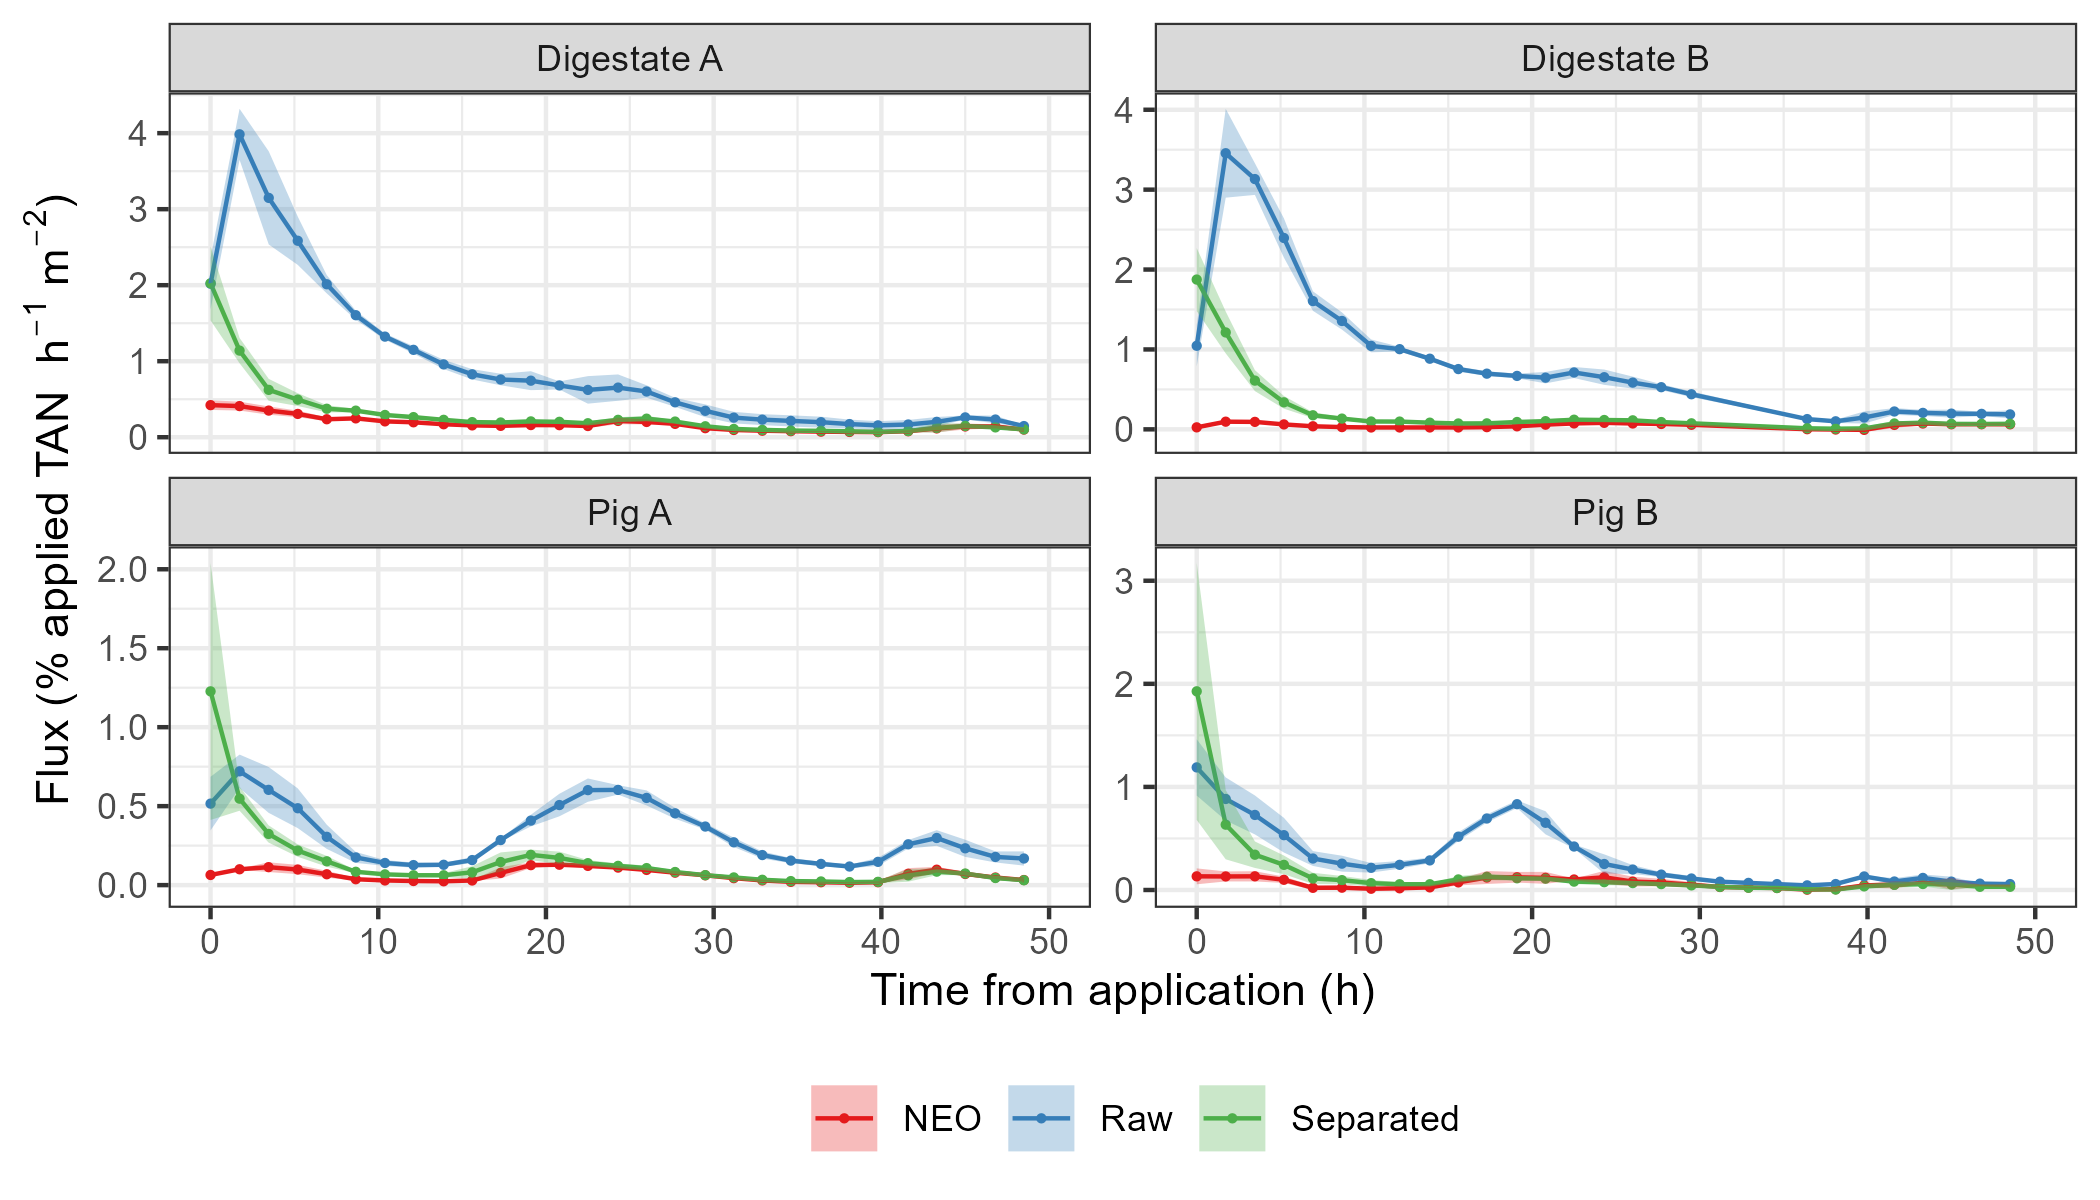 Digestate A
Digestate B
4
3
2
1
0
4
3
2
1
0
Flux (% applied TAN h⁻¹ m⁻²)
Pig A
Pig B
2.0
1.5
1.0
0.5
0.0
3
2
1
0
0 10 20 30 40 50
0 10 20 30 40 50
Time from application (h)
NEO Raw Separated